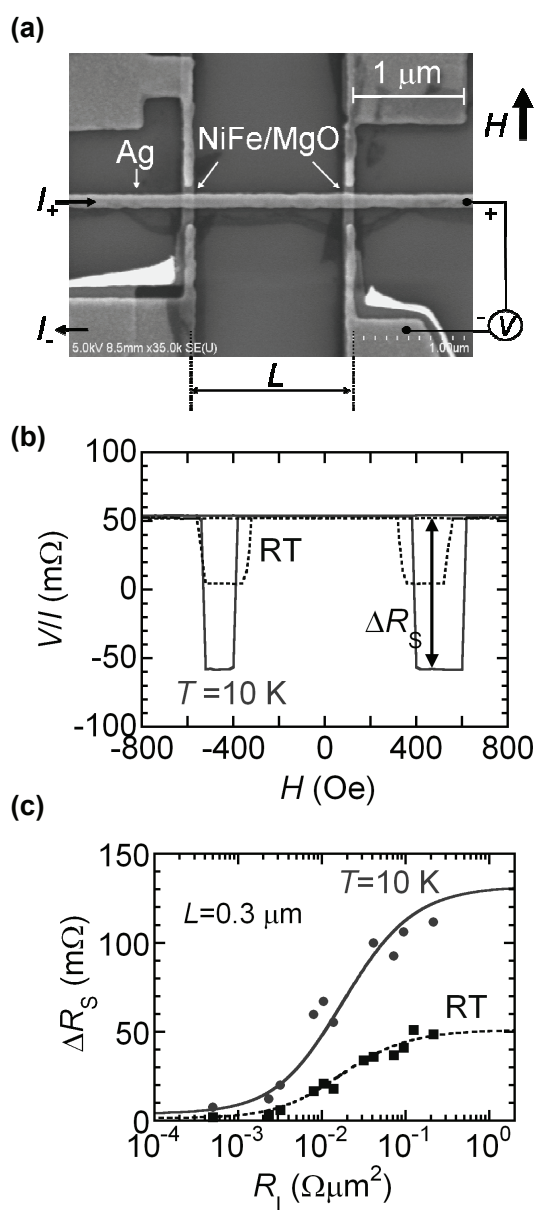 (a)
1 μm
H
Ag
NiFe/MgO
I+
+
I-
-
V
5.0kV 8.5mm x35.0k SE(U)
1.00um
L
(b)
100
50
0
-50
-100
V/I (mΩ)
RT
ΔRS
T =10 K
-800
-400
0
400
800
H (Oe)
(c)
150
100
50
0
ΔRS (mΩ)
T=10 K
L=0.3 μm
RT
10-4
10-3
10-2
10-1
100
RI (Ωμm2)